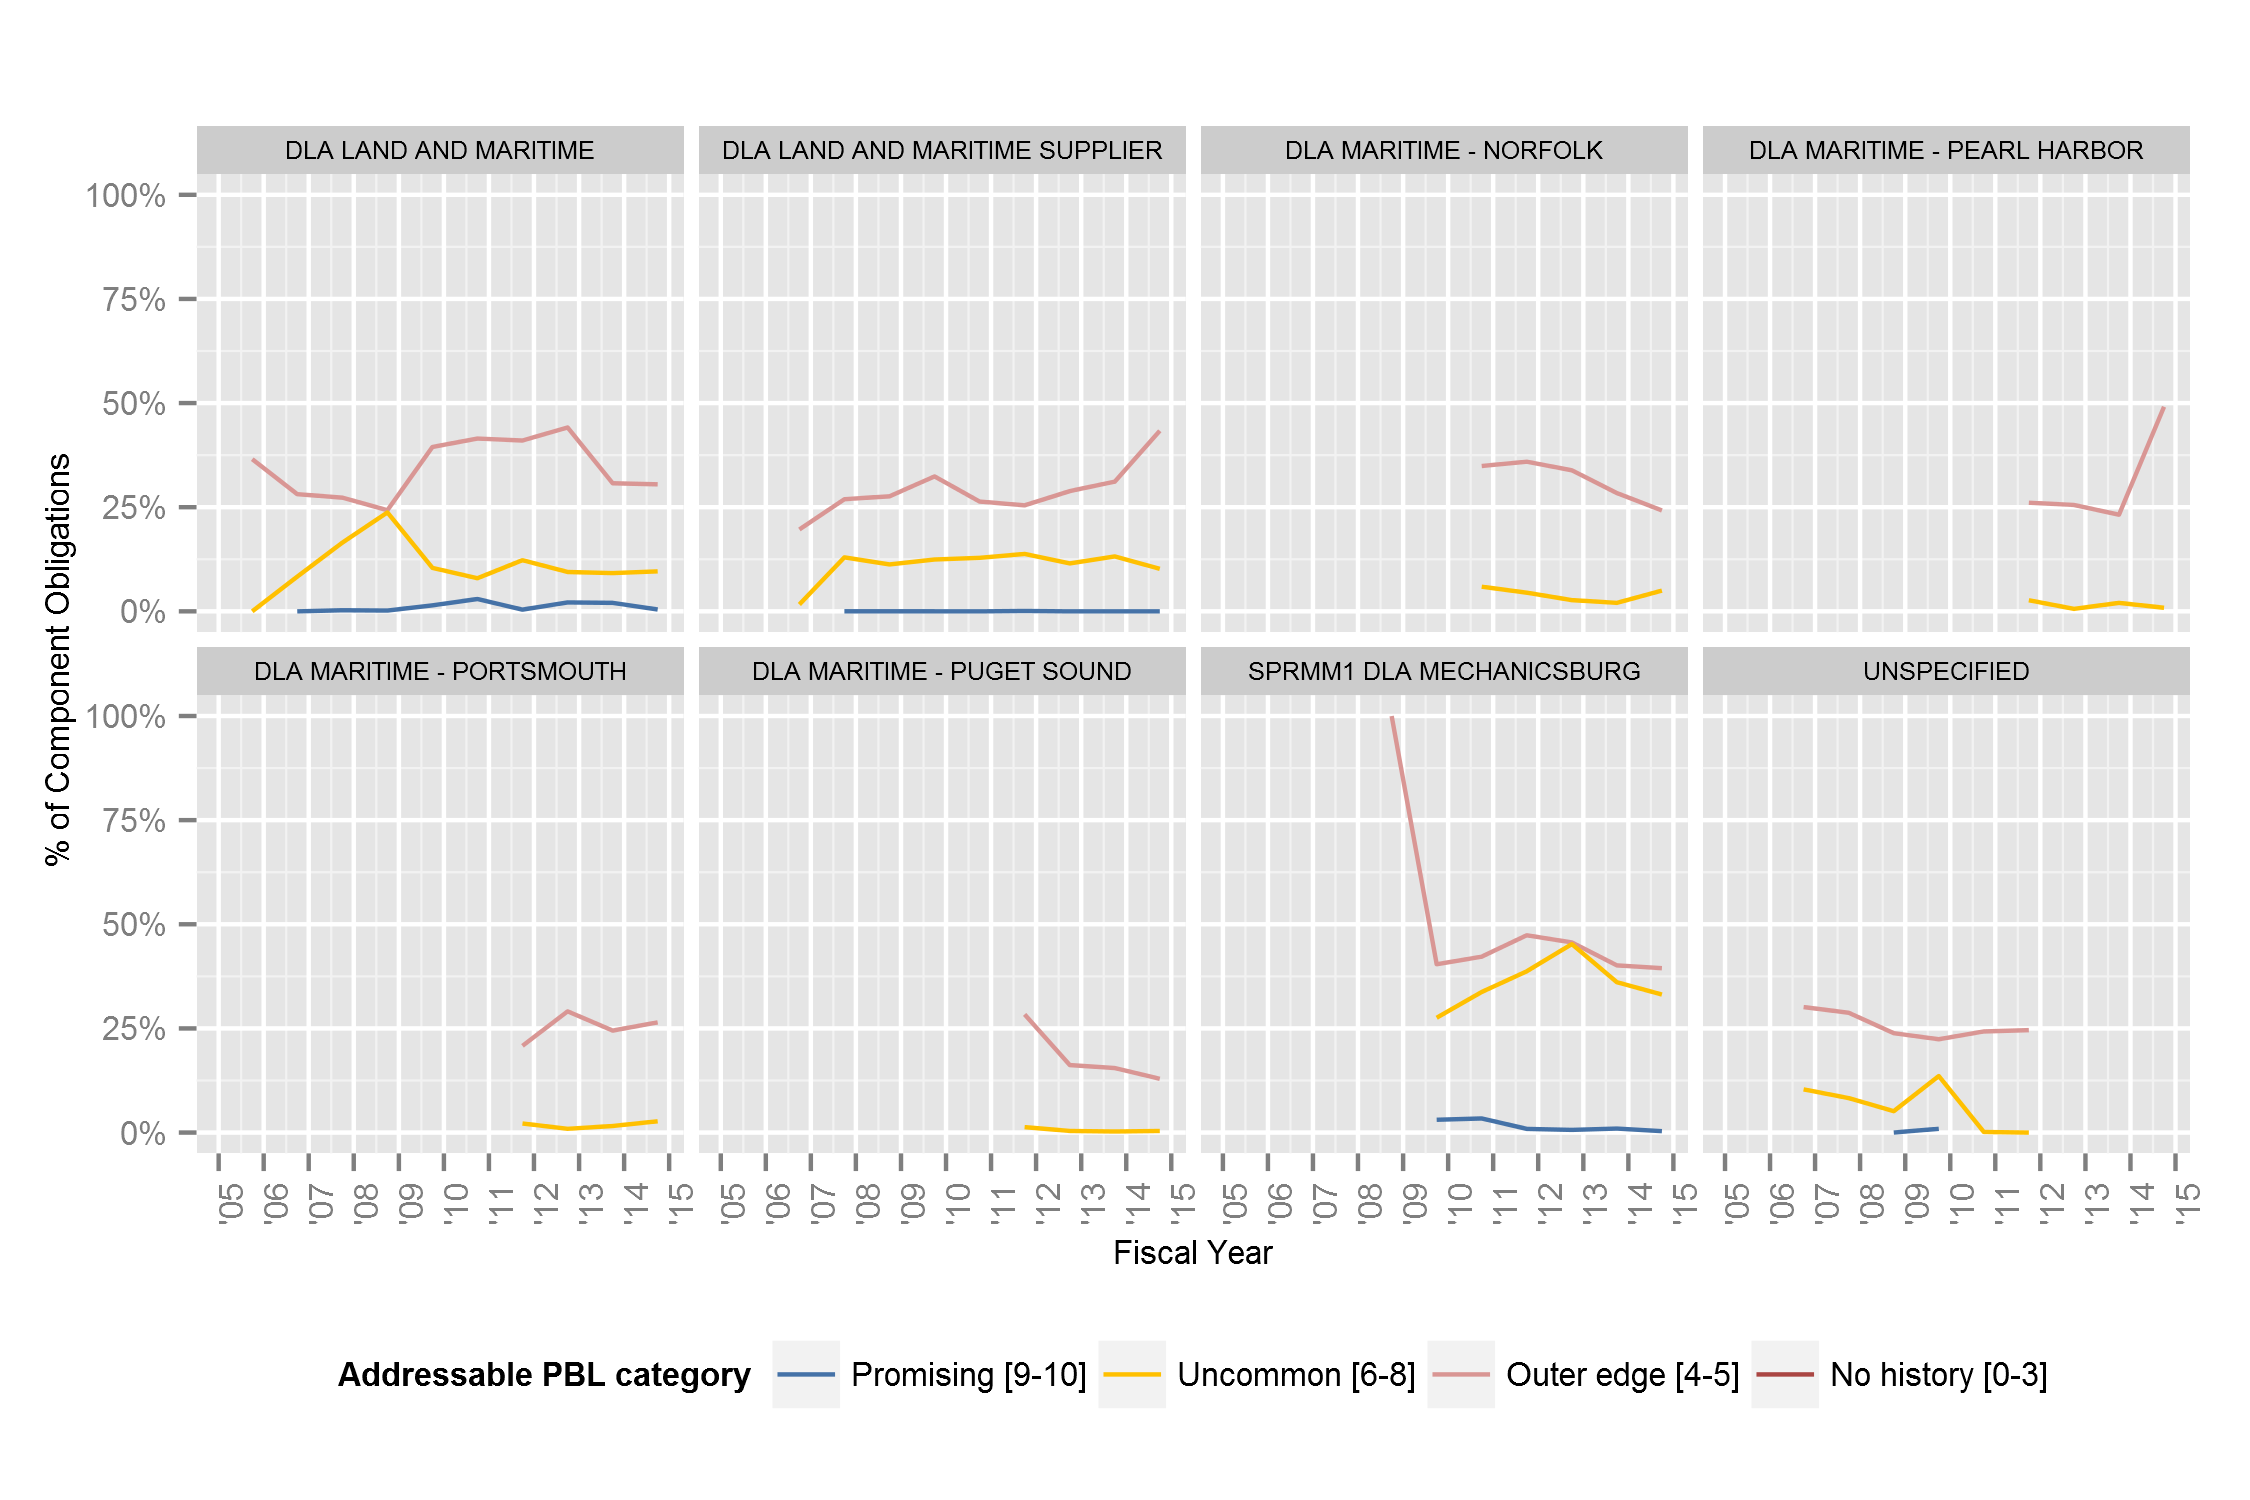 DLA LAND AND MARITIME
DLA LAND AND MARITIME SUPPLIER
DLA MARITIME - NORFOLK
DLA MARITIME - PEARL HARBOR
100%
75%
50%
25%
0%
% of Component Obligations
DLA MARITIME - PORTSMOUTH
DLA MARITIME - PUGET SOUND
SPRMM1 DLA MECHANICSBURG
UNSPECIFIED
100%
75%
50%
25%
0%
'05 '06 '07 '08 '09 '10 '11 '12 '13 '14 '15
'05 '06 '07 '08 '09 '10 '11 '12 '13 '14 '15
'05 '06 '07 '08 '09 '10 '11 '12 '13 '14 '15
'05 '06 '07 '08 '09 '10 '11 '12 '13 '14 '15
Fiscal Year
Addressable PBL category Promising [9-10] Uncommon [6-8] Outer edge [4-5] No history [0-3]